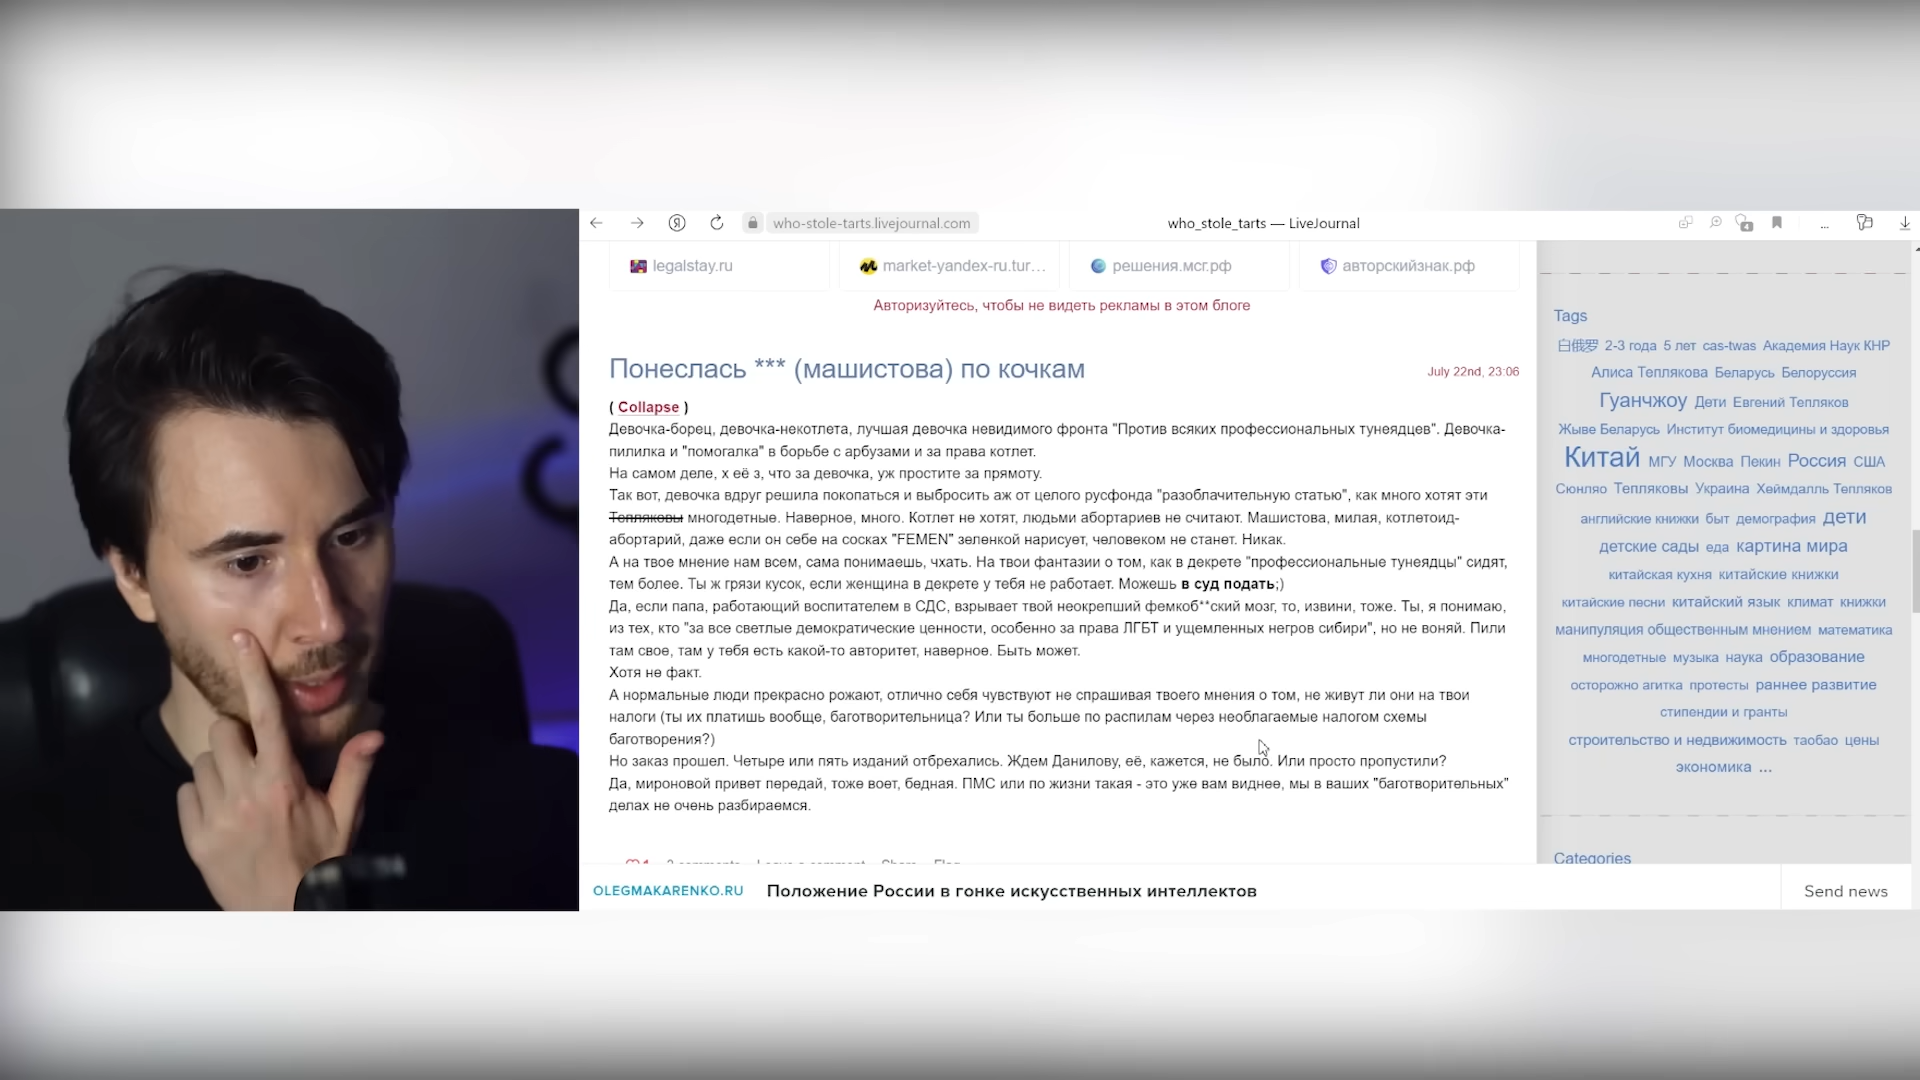 who-stole-tarts.livejournal.com
who_stole_tarts — LiveJournal
4
...
legalstay.ru
market-yandex-ru.tur...
решения.мсг.рф
авторскийзнак.рф
Авторизуйтесь, чтобы не видеть рекламы в этом блоге
Понеслась *** (машистова) по кочкам
July 22nd, 23:06
( Collapse )
Девочка-борец, девочка-некотлета, лучшая девочка невидимого фронта "Против всяких профессиональных тунеядцев". Девочка-
пилилка и "помогалка" в борьбе с арбузами и за права котлет.
На самом деле, х её з, что за девочка, уж простите за прямоту.
Так вот, девочка вдруг решила покопаться и выбросить аж от целого русфонда "разоблачительную статью", как много хотят эти
Тепляковы многодетные. Наверное, много. Котлет не хотят, людьми абортариев не считают. Машистова, милая, котлетоид-
абортарий, даже если он себе на сосках "FEMEN" зеленкой нарисует, человеком не станет. Никак.
А на твое мнение нам всем, сама понимаешь, чхать. На твои фантазии о том, как в декрете "профессиональные тунеядцы" сидят,
тем более. Ты ж грязи кусок, если женщина в декрете у тебя не работает. Можешь в суд подать;)
Да, если папа, работающий воспитателем в СДС, взрывает твой неокрепший фемкоб**ский мозг, то, извини, тоже. Ты, я понимаю,
из тех, кто "за все светлые демократические ценности, особенно за права ЛГБТ и ущемленных негров сибири", но не воняй. Пили
там свое, там у тебя есть какой-то авторитет, наверное. Быть может.
Хотя не факт.
А нормальные люди прекрасно рожают, отлично себя чувствуют не спрашивая твоего мнения о том, не живут ли они на твои
налоги (ты их платишь вообще, баготворительница? Или ты больше по распилам через необлагаемые налогом схемы
баготворения?)
Но заказ прошел. Четыре или пять изданий отбрехались. Ждем Данилову, её, кажется, не было. Или просто пропустили?
Да, мироновой привет передай, тоже воет, бедная. ПМС или по жизни такая - это уже вам виднее, мы в ваших "баготворительных"
делах не очень разбираемся.
Tags
白俄罗 2-3 года 5 лет cas-twas Академия Наук КНР
Алиса Теплякова Беларусь Белоруссия
Гуанчжоу Дети Евгений Тепляков
Жыве Беларусь Институт биомедицины и здоровья
Китай МГУ Москва Пекин Россия США
Сюнляо Тепляковы Украина Хеймдалль Тепляков
английские книжки быт демография дети
детские сады еда картина мира
китайская кухня китайские книжки
китайские песни китайский язык климат книжки
манипуляция общественным мнением математика
многодетные музыка наука образование
осторожно агитка протесты раннее развитие
стипендии и гранты
строительство и недвижимость таобао цены
экономика ...
Categories
OLEGMAKARENKO.RU
Положение России в гонке искусственных интеллектов
Send news